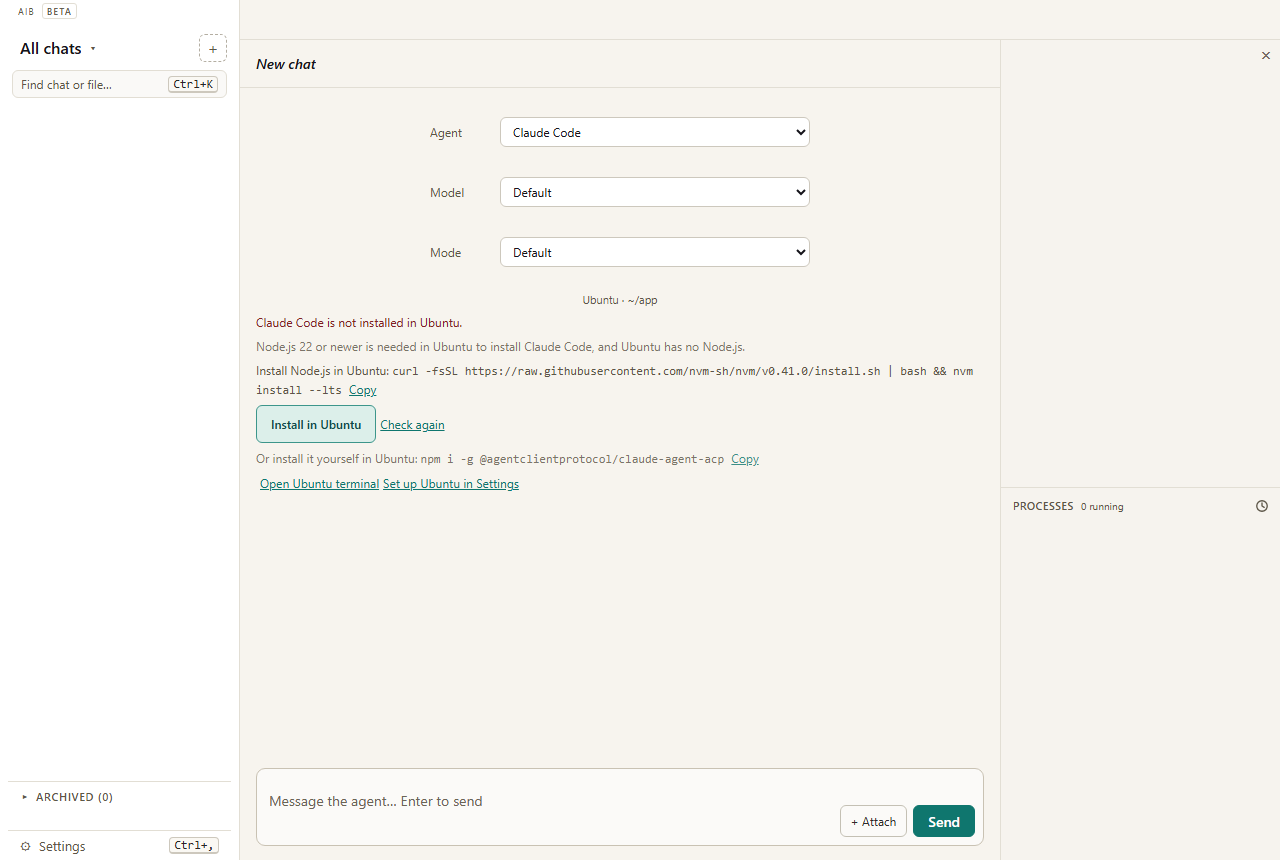 AIB BETA
All chats
+
Find chat or file... Ctrl+K
ARCHIVED (0)
Settings Ctrl+,
New chat
Agent Claude Code
Model Default
Mode Default
Ubuntu · ~/app
Claude Code is not installed in Ubuntu.
Node.js 22 or newer is needed in Ubuntu to install Claude Code, and Ubuntu has no Node.js.
Install Node.js in Ubuntu: curl -fsSL https://raw.githubusercontent.com/nvm-sh/nvm/v0.41.0/install.sh | bash && nvm
install --lts Copy
Install in Ubuntu Check again
Or install it yourself in Ubuntu: npm i -g @agentclientprotocol/claude-agent-acp Copy
Open Ubuntu terminal Set up Ubuntu in Settings
Message the agent... Enter to send
+ Attach Send
×
PROCESSES 0 running